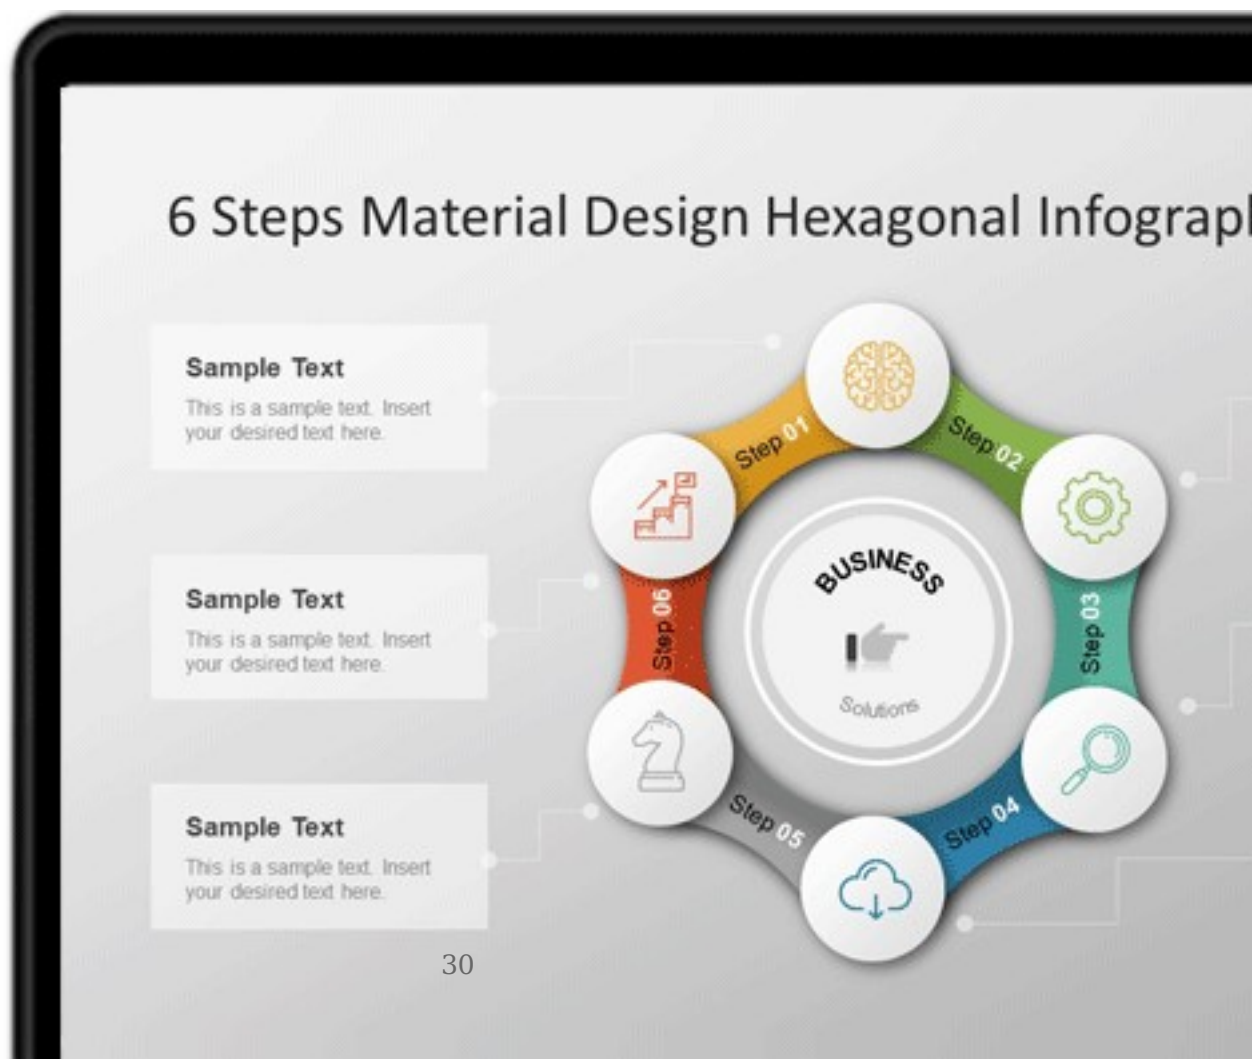 6 Steps Material Design Hexagonal Infograph
Sample Text
This is a sample text. Insert
your desired text here.
Sample Text
This is a sample text. Insert
your desired text here.
Sample Text
This is a sample text. Insert
your desired text here.
Step 01
Step 02
Step 03
Step 04
Step 05
Step 06
BUSINESS
Solutions
30